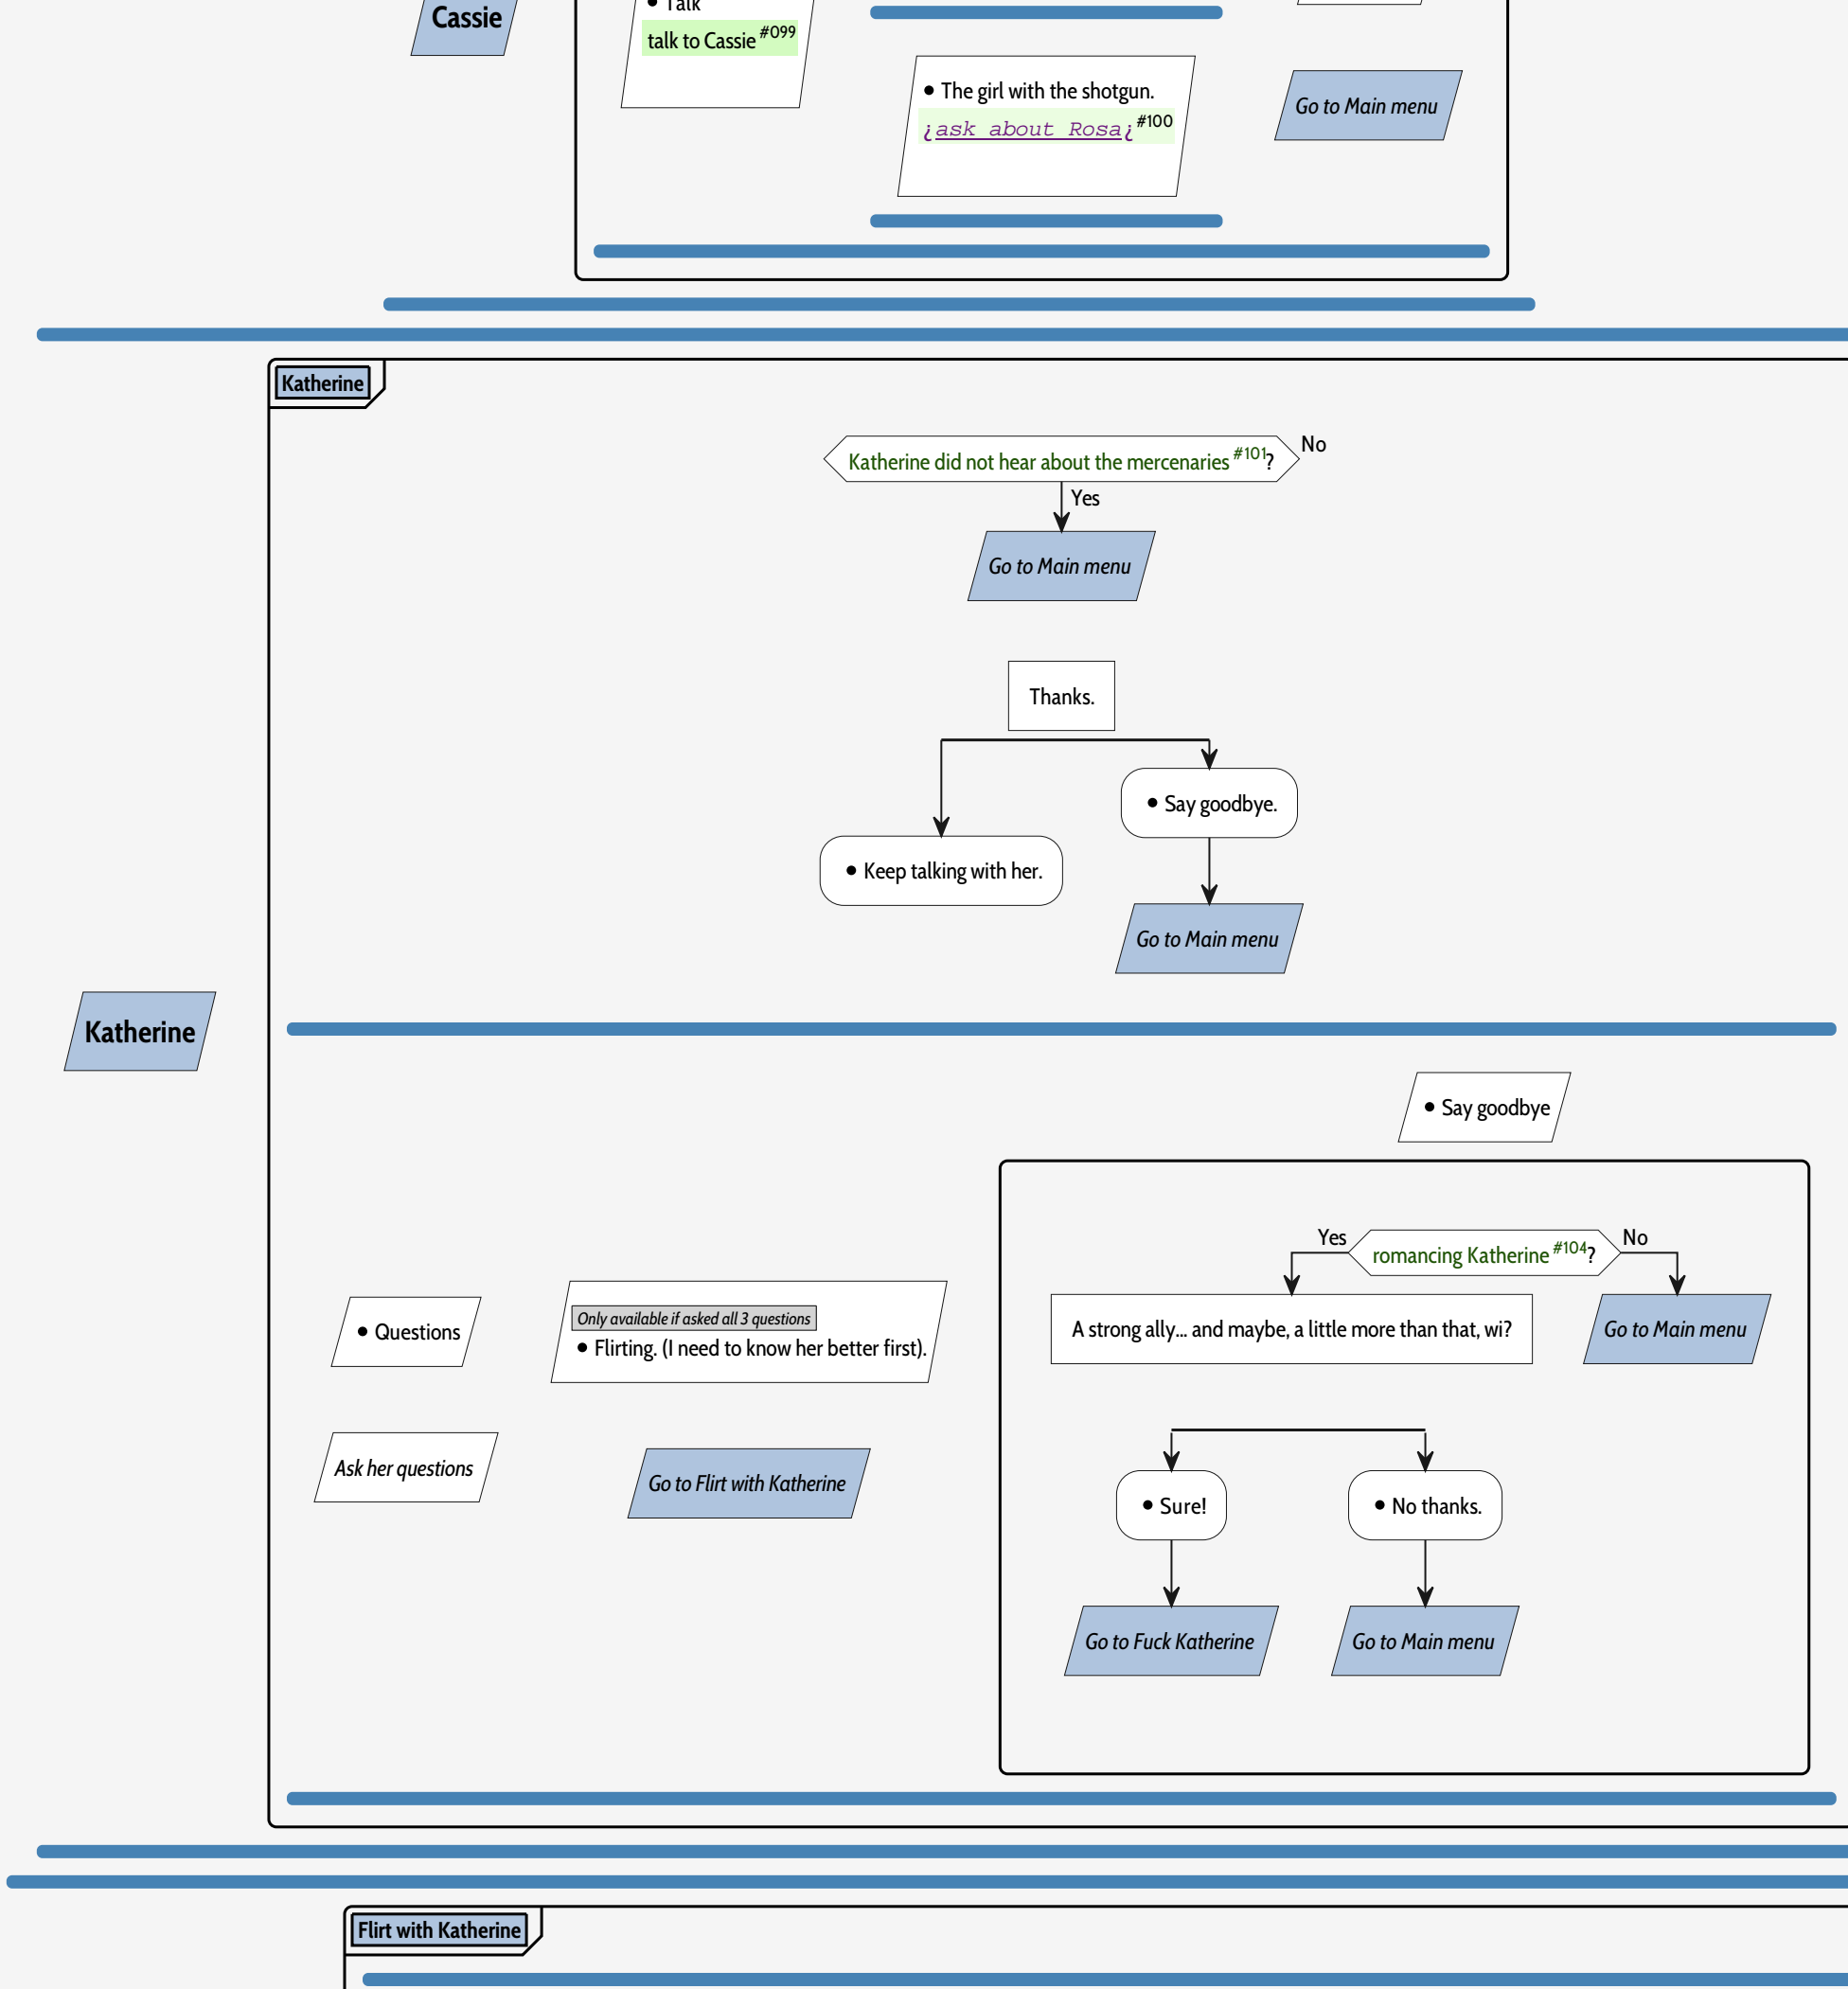 Cassie
• Talk
talk to Cassie #099
• The girl with the shotgun.
¿ask about Rosa¿ #100
Go to Main menu
Katherine
Katherine did not hear about the mercenaries #101?
No
Yes
Go to Main menu
Thanks.
• Say goodbye.
• Keep talking with her.
Go to Main menu
Katherine
• Say goodbye
Yes
romancing Katherine #104?
No
• Questions
Only available if asked all 3 questions
• Flirting. (I need to know her better first).
A strong ally... and maybe, a little more than that, wi?
Go to Main menu
Ask her questions
Go to Flirt with Katherine
• Sure!
• No thanks.
Go to Fuck Katherine
Go to Main menu
Flirt with Katherine